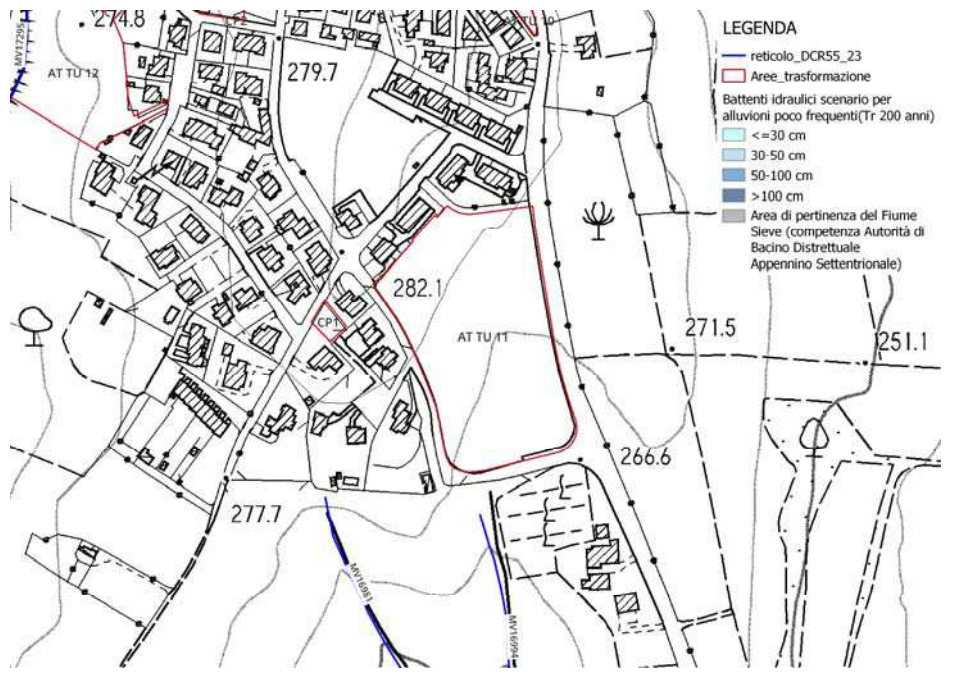 274.8
CP2
AT TU 10
MV17295
AT TU 12
279.7
282.1
CP1
AT TU 11
271.5
251.1
266.6
277.7
MV16981
MV16994
LEGENDA
reticolo_DCR55_23
Aree_trasformazione
Battenti idraulici scenario per
alluvioni poco frequenti(Tr 200 anni)
<=30 cm
30-50 cm
50-100 cm
>100 cm
Area di pertinenza del Fiume
Sieve (competenza Autorità di
Bacino Distrettuale
Appennino Settentrionale)